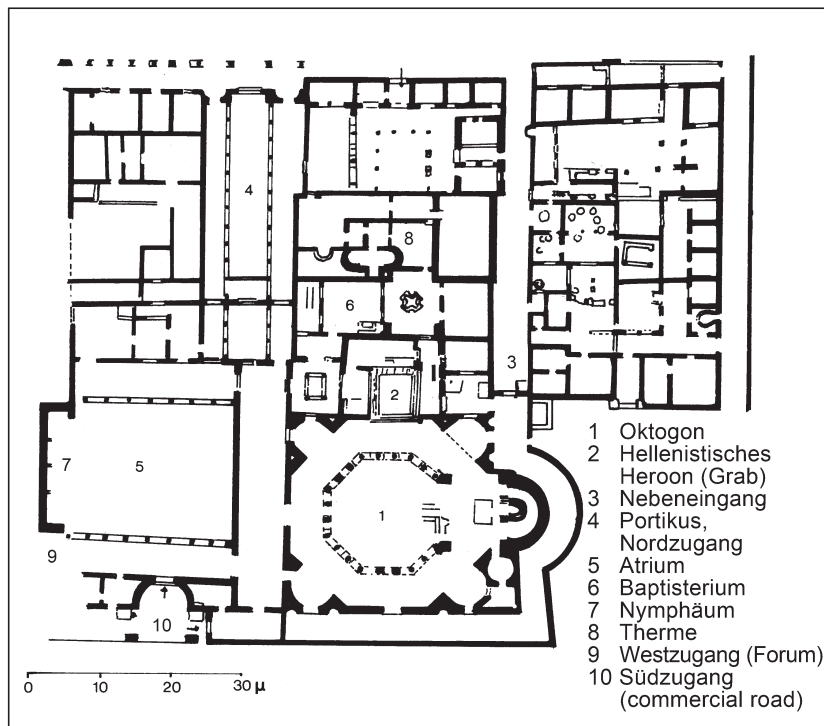 4
8
6
3
2
7
5
1
9
10
0 10 20 30 μ
1 Oktogon
2 Hellenistisches
Heroon (Grab)
3 Nebeneingang
4 Portikus,
Nordzugang
5 Atrium
6 Baptisterium
7 Nymphäum
8 Therme
9 Westzugang (Forum)
10 Südzugang
(commercial road)